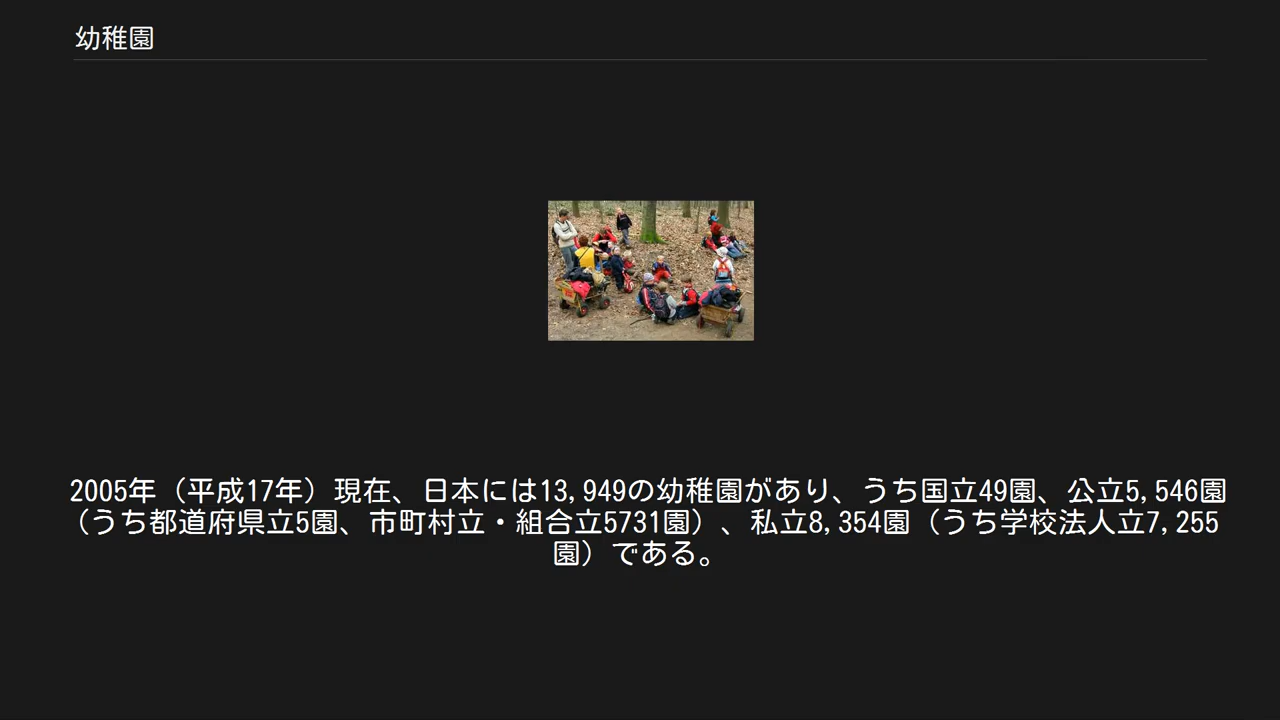 幼稚園
2005年（平成17年）現在、日本には13,949の幼稚園があり、うち国立49園、公立5,546園
（うち都道府県立5園、市町村立・組合立5731園）、私立8,354園（うち学校法人立7,255
園）である。